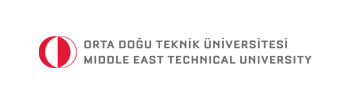 ORTA DOĞU TEKNİK ÜNİVERSİTESİ
MIDDLE EAST TECHNICAL UNIVERSITY